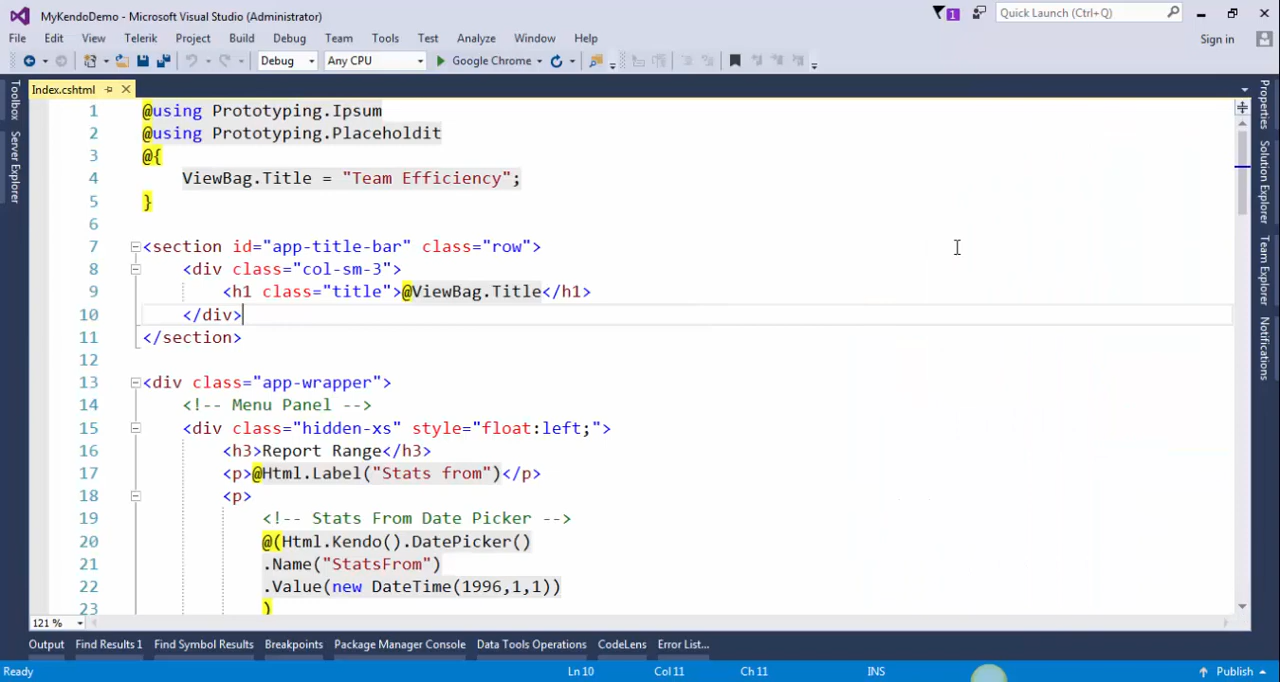 MyKendoDemo - Microsoft Visual Studio (Administrator)
1
Quick Launch (Ctrl+Q)
File Edit View Telerik Project Build Debug Team Tools Test Analyze Window Help
Sign in
Debug Any CPU Google Chrome
Index.cshtml
Toolbox
Server Explorer
1 @using Prototyping.Ipsum
2 @using Prototyping.Placeholdit
3 @{
4 ViewBag.Title = "Team Efficiency";
5 }
6
7 <section id="app-title-bar" class="row">
8 <div class="col-sm-3">
9 <h1 class="title">@ViewBag.Title</h1>
10 </div>
11 </section>
12
13 <div class="app-wrapper">
14 <!-- Menu Panel -->
15 <div class="hidden-xs" style="float:left;">
16 <h3>Report Range</h3>
17 <p>@Html.Label("Stats from")</p>
18 <p>
19 <!-- Stats From Date Picker -->
20 @(Html.Kendo().DatePicker()
21 .Name("StatsFrom")
22 .Value(new DateTime(1996,1,1))
23 )
Properties
Solution Explorer
Team Explorer
Notifications
121 %
Output Find Results 1 Find Symbol Results Breakpoints Package Manager Console Data Tools Operations CodeLens Error List...
Ready Ln 10 Col 11 Ch 11 INS Publish